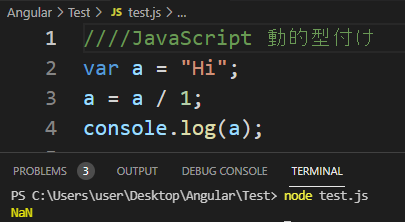 Angular > Test > JS test.js > ...
1 ////JavaScript 動的型付け
2 var a = "Hi";
3 a = a / 1;
4 console.log(a);
PROBLEMS 3 OUTPUT DEBUG CONSOLE TERMINAL
PS C:\Users\user\Desktop\Angular\Test> node test.js
NaN